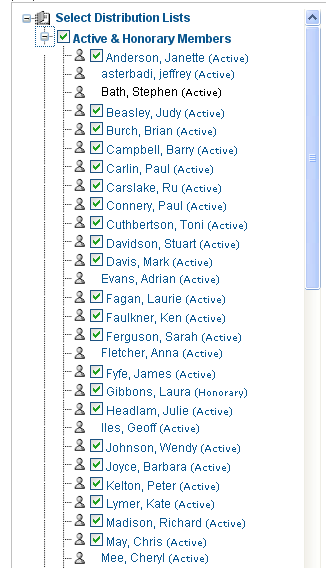 Select Distribution Lists
Active & Honorary Members
Anderson, Janette (Active)
asterbadi, jeffrey (Active)
Bath, Stephen (Active)
Beasley, Judy (Active)
Burch, Brian (Active)
Campbell, Barry (Active)
Carlin, Paul (Active)
Carslake, Ru (Active)
Connery, Paul (Active)
Cuthbertson, Toni (Active)
Davidson, Stuart (Active)
Davis, Mark (Active)
Evans, Adrian (Active)
Fagan, Laurie (Active)
Faulkner, Ken (Active)
Ferguson, Sarah (Active)
Fletcher, Anna (Active)
Fyfe, James (Active)
Gibbons, Laura (Honorary)
Headlam, Julie (Active)
Iles, Geoff (Active)
Johnson, Wendy (Active)
Joyce, Barbara (Active)
Kelton, Peter (Active)
Lymer, Kate (Active)
Madison, Richard (Active)
May, Chris (Active)
Mee, Cheryl (Active)